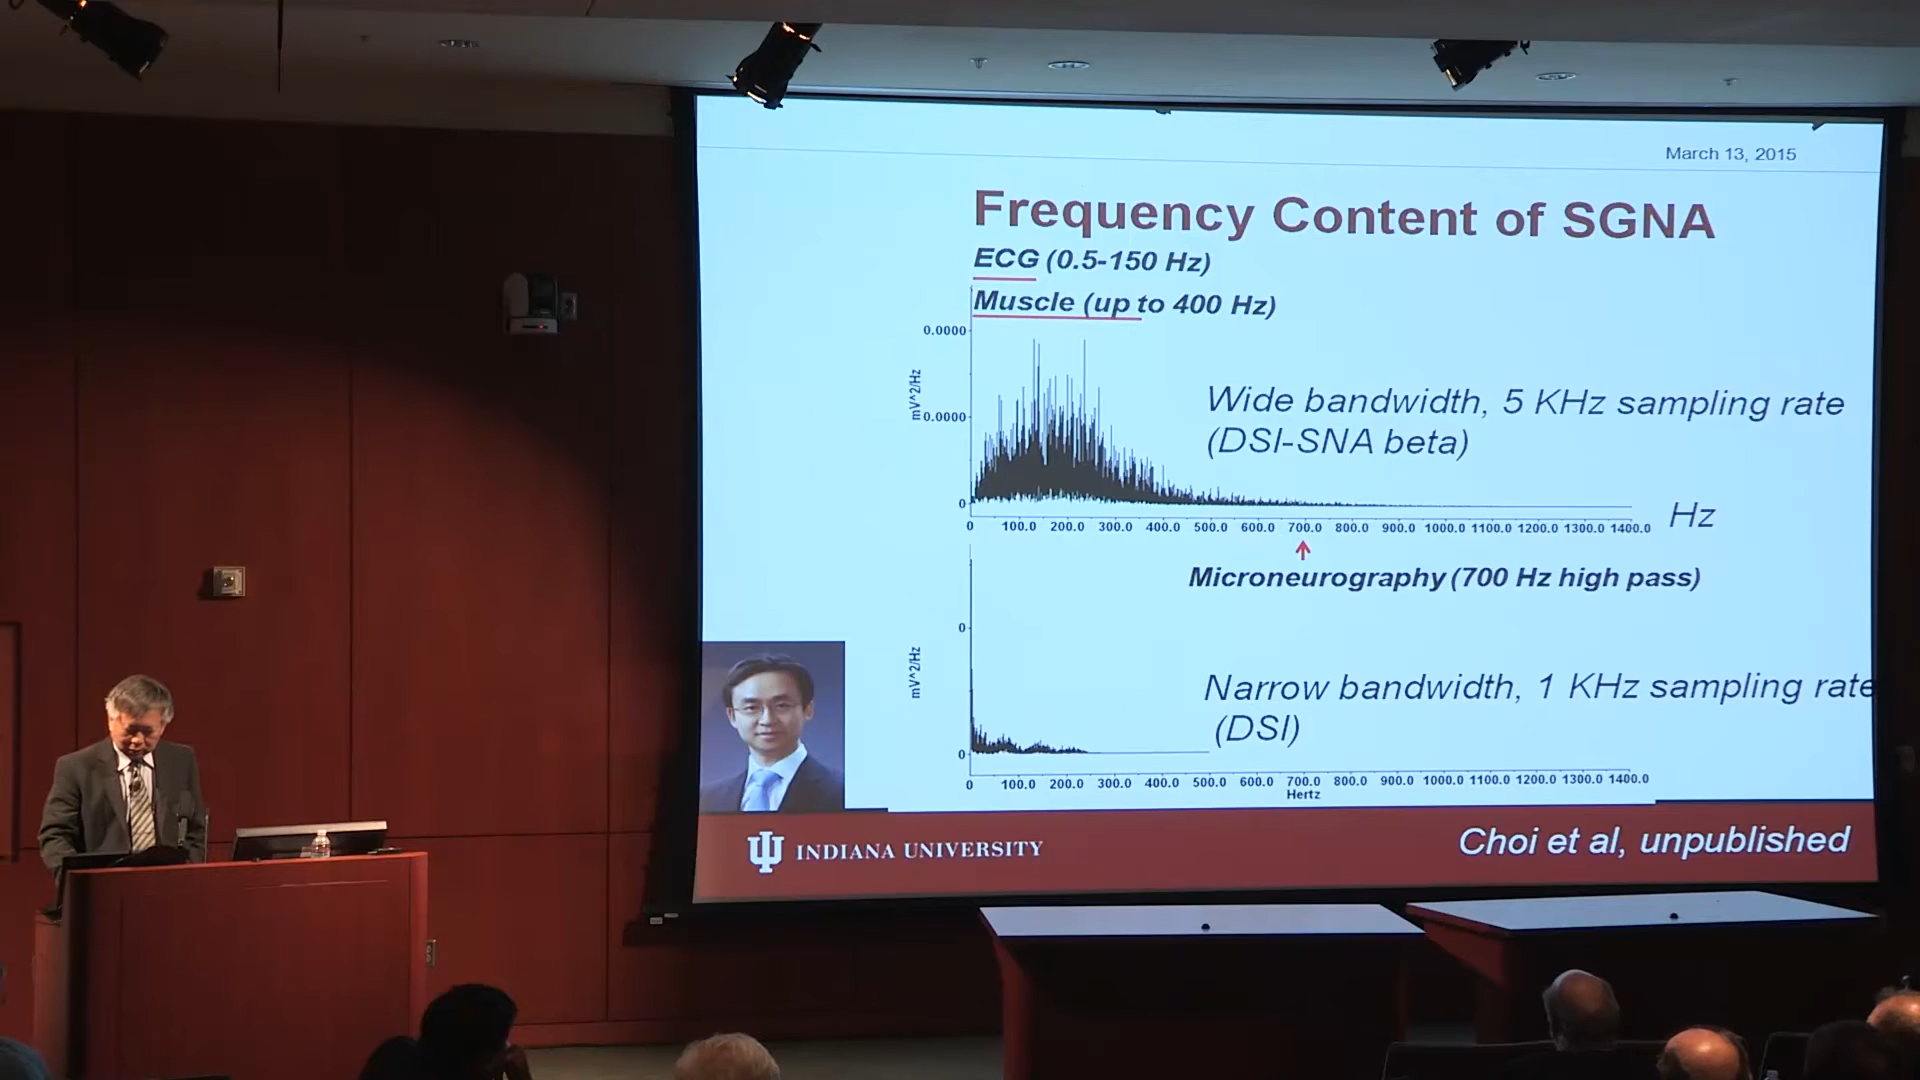 March 13, 2015
Frequency Content of SGNA
ECG (0.5-150 Hz)
Muscle (up to 400 Hz)
0.0000
mV^2/Hz
0.0000
0
Wide bandwidth, 5 KHz sampling rate
(DSI-SNA beta)
0 100.0 200.0 300.0 400.0 500.0 600.0 700.0 800.0 900.0 1000.0 1100.0 1200.0 1300.0 1400.0
Hz
Microneurography (700 Hz high pass)
0
mV^2/Hz
0
Narrow bandwidth, 1 KHz sampling rate
(DSI)
0 100.0 200.0 300.0 400.0 500.0 600.0 700.0 800.0 900.0 1000.0 1100.0 1200.0 1300.0 1400.0
Hertz
INDIANA UNIVERSITY
Choi et al, unpublished